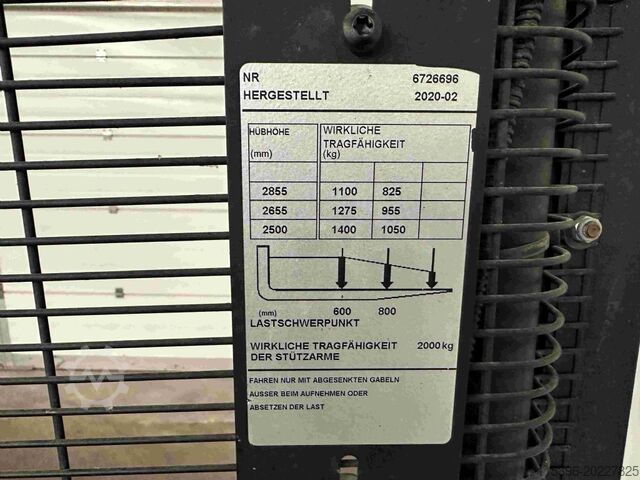 NR 6726696
HERGESTELLT 2020-02
HÜBHÖHE
(mm)
WIRKLICHE
TRAGFÄHIGKEIT
(kg)
2855 1100 825
2655 1275 955
2500 1400 1050
(mm) 600 800
LASTSCHWERPUNKT
WIRKLICHE TRAGFÄHIGKEIT 2000 kg
DER STÜTZARME
FAHREN NUR MIT ABGESENKTEN GABELN
AUSSER BEIM AUFNEHMEN ODER
ABSETZEN DER LAST